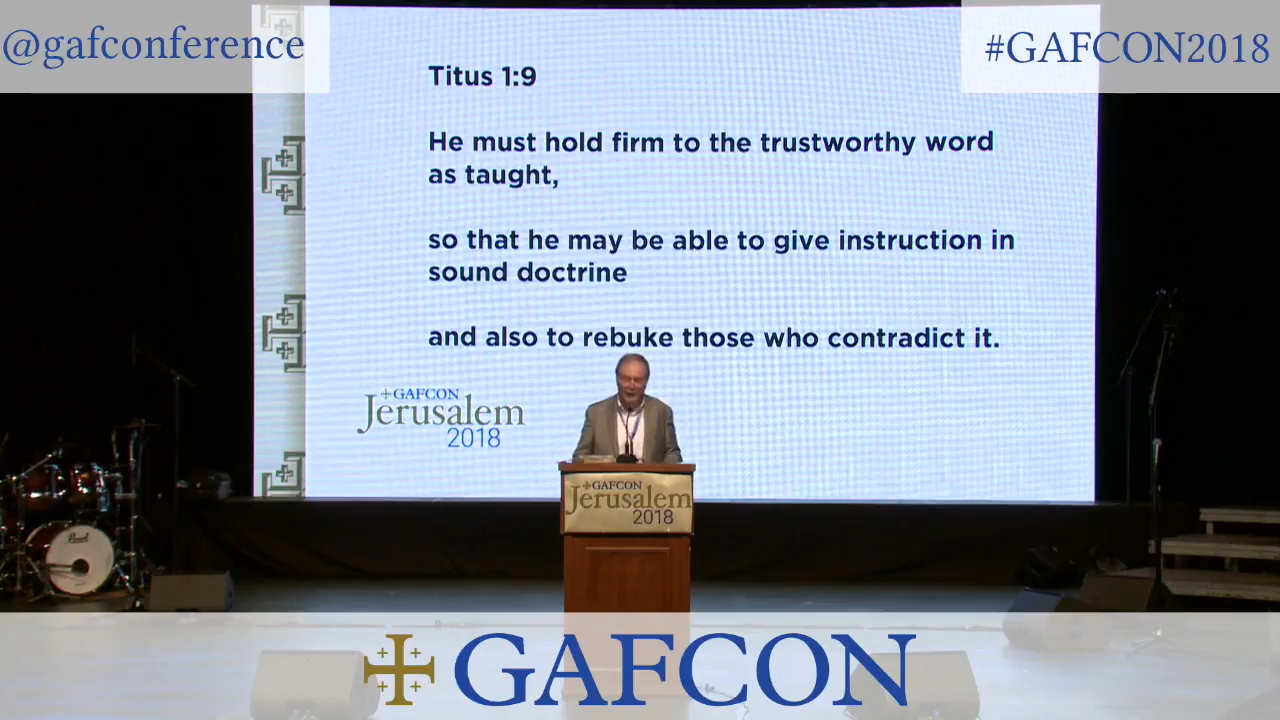 @gafconference
#GAFCON2018
Titus 1:9
He must hold firm to the trustworthy word
as taught,
so that he may be able to give instruction in
sound doctrine
and also to rebuke those who contradict it.
GAFCON
Jerusalem
2018
GAFCON
Jerusalem
2018
Pearl
GAFCON